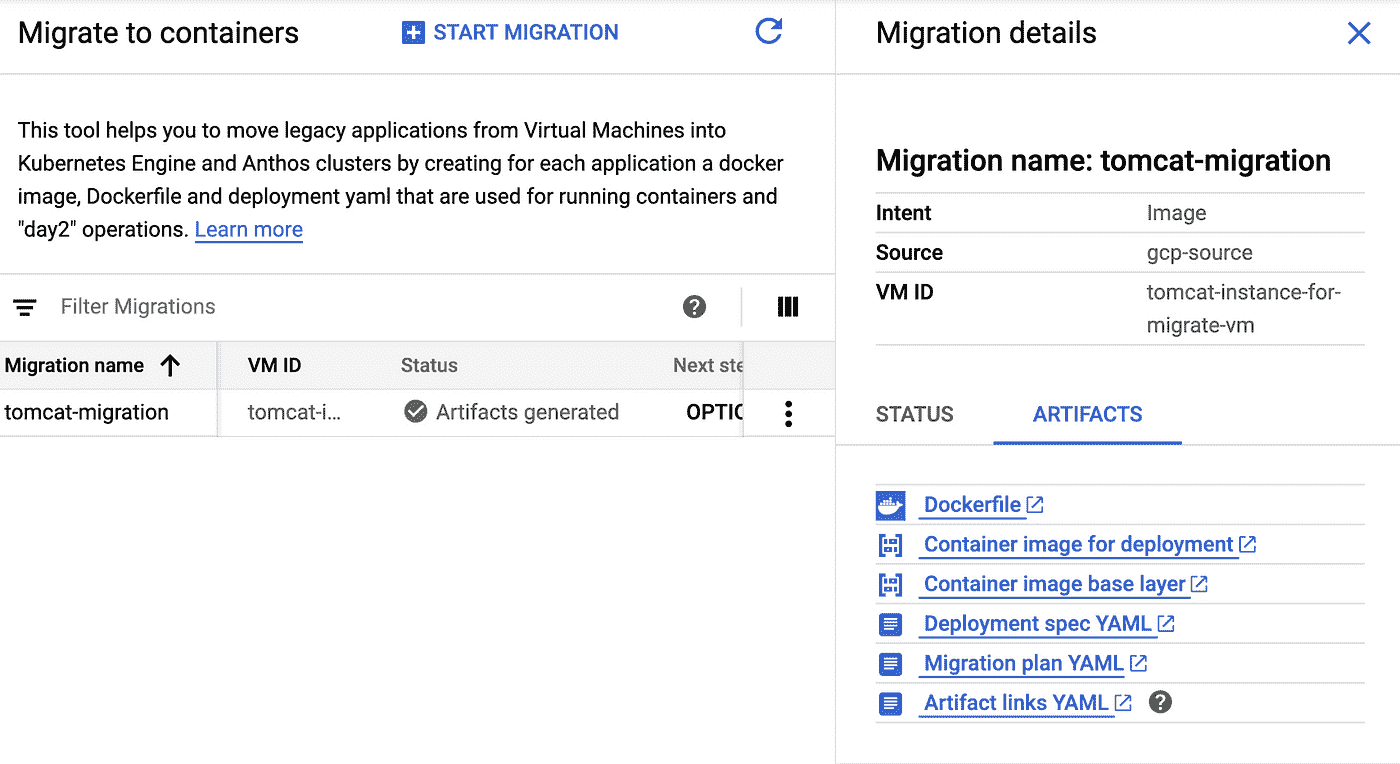 Migrate to containers
START MIGRATION
This tool helps you to move legacy applications from Virtual Machines into
Kubernetes Engine and Anthos clusters by creating for each application a docker
image, Dockerfile and deployment yaml that are used for running containers and
"day2" operations. Learn more
Filter Migrations
Migration name VM ID Status Next ste
tomcat-migration tomcat-i... Artifacts generated OPTIO
Migration details
Migration name: tomcat-migration
Intent Image
Source gcp-source
VM ID tomcat-instance-for-
migrate-vm
STATUS ARTIFACTS
Dockerfile
Container image for deployment
Container image base layer
Deployment spec YAML
Migration plan YAML
Artifact links YAML